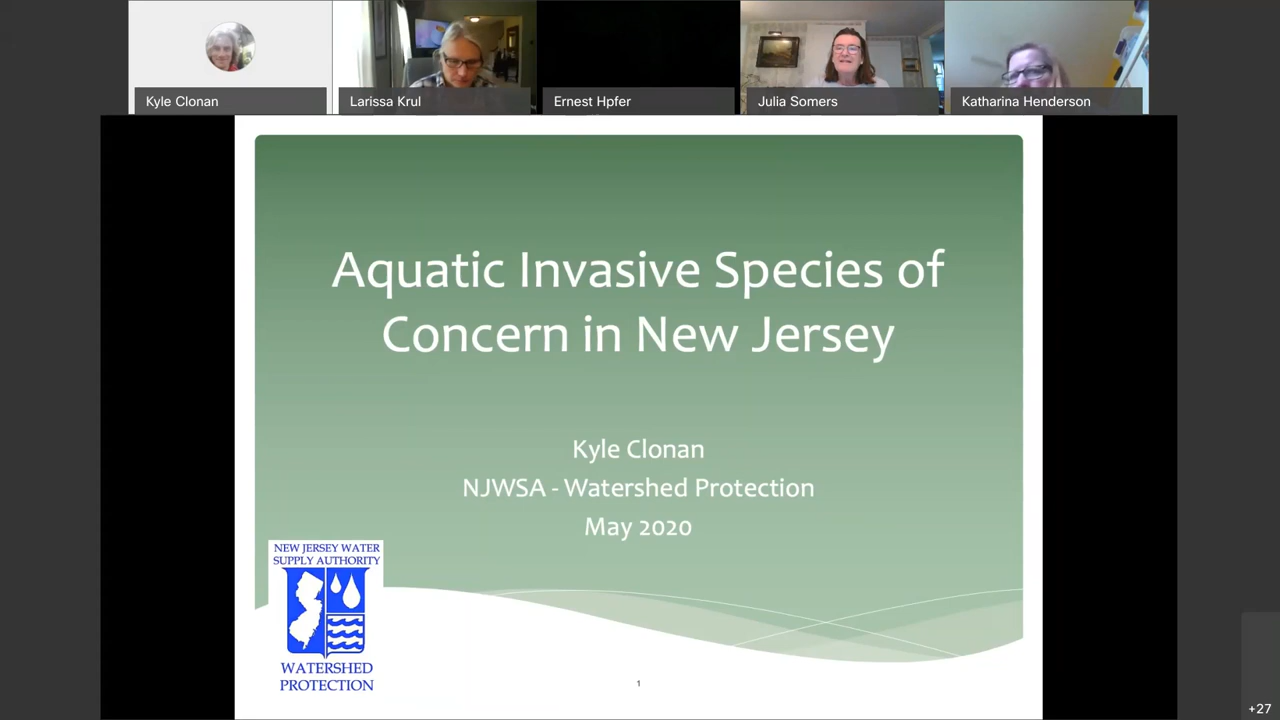 Kyle Clonan
Larissa Krul
Ernest Hpfer
Julia Somers
Katharina Henderson
Aquatic Invasive Species of
Concern in New Jersey
Kyle Clonan
NJWSA - Watershed Protection
May 2020
NEW JERSEY WATER
SUPPLY AUTHORITY
WATERSHED
PROTECTION
1
+27